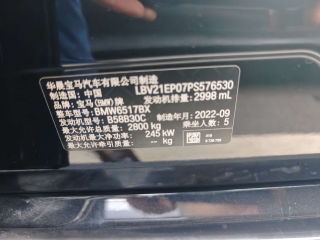 华晨宝马汽车有限公司制造
制造国：中国 LBV21EP07PS576530
品牌：宝马(BMW)牌 发动机排量：2998 mL
整车型号：BMW6517BX
发动机型号：B58B30C 制造年月：2022-09
最大允许总质量：2800 kg 乘坐人数：5
发动机最大净功率：245 kW
最大允许牵引质量：- kg